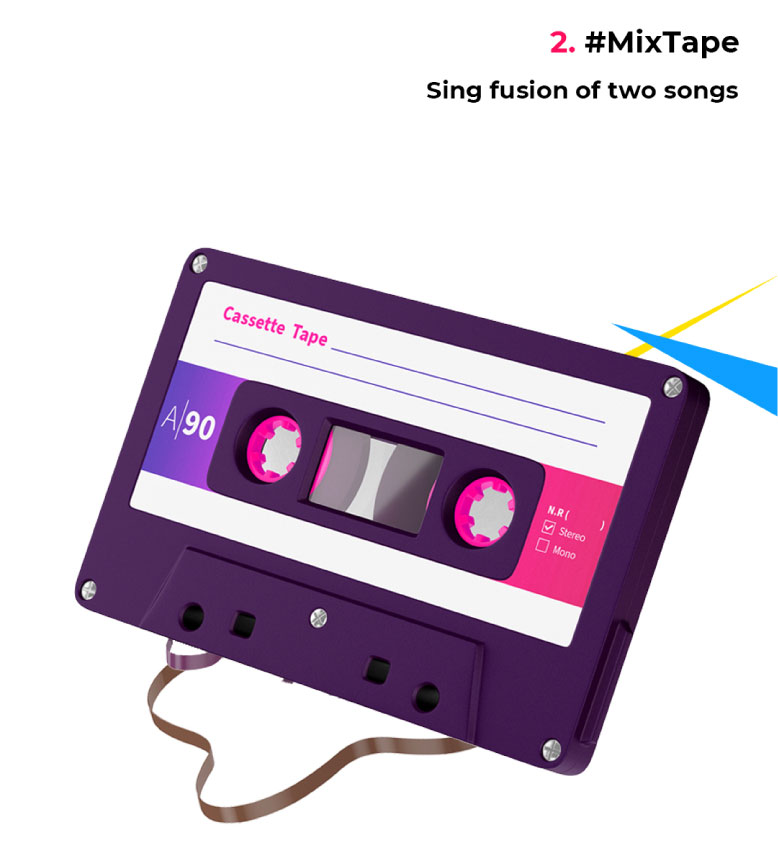 2. #MixTape
Sing fusion of two songs
Cassette Tape
A|90
N.R ( )
Stereo
Mono